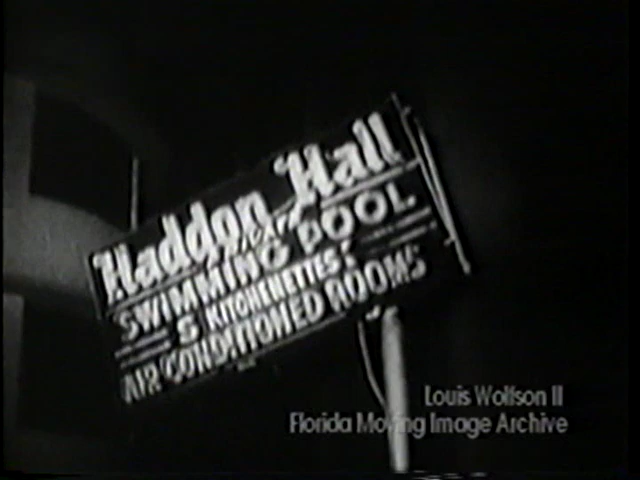 Haddon Hall
SWIMMING POOL
& KITCHENETTES
AIR CONDITIONED ROOMS
Louis Wolfson II
Florida Moving Image Archive